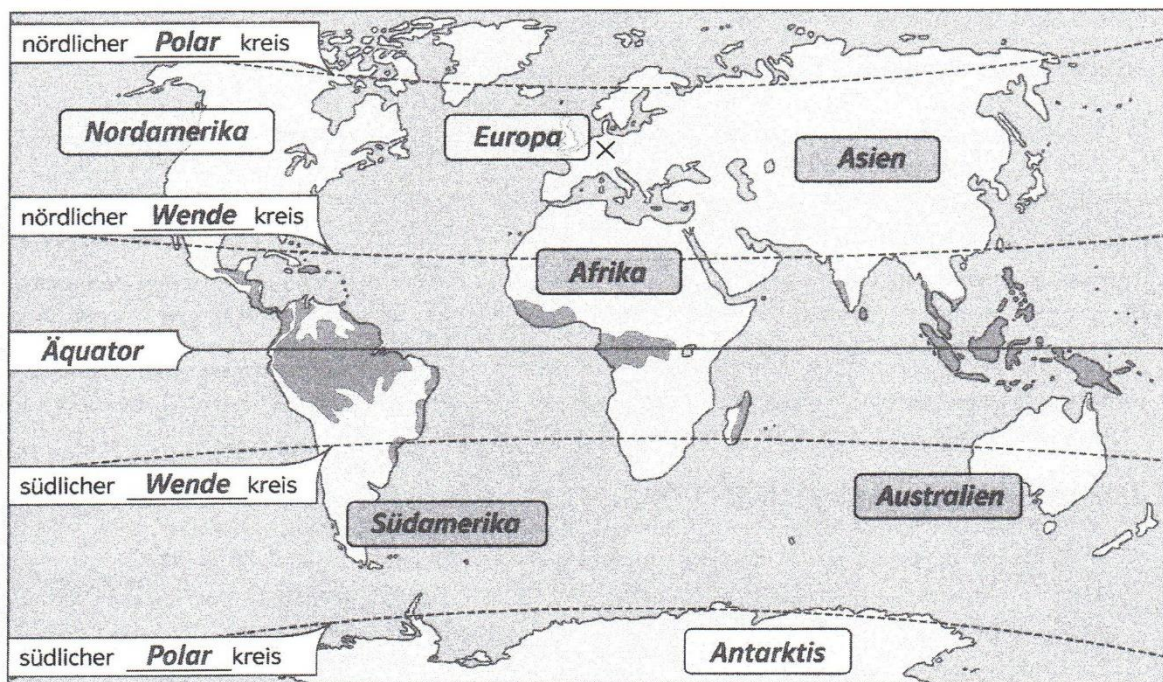 nördlicher Polar kreis
Nordamerika
Europa
Asien
nördlicher Wende kreis
Afrika
Äquator
südlicher Wende kreis
Südamerika
Australien
südlicher Polar kreis
Antarktis